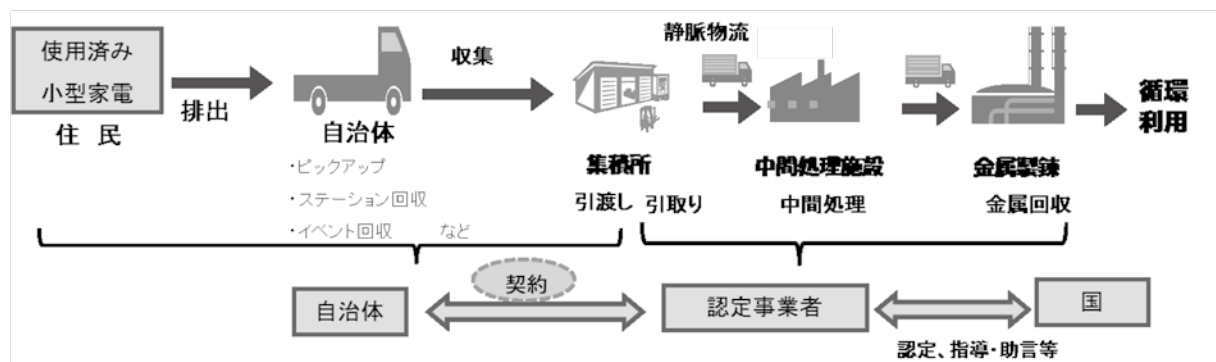 使用済み
小型家電
住 民
排出
自治体
・ピックアップ
・ステーション回収
・イベント回収 など
収集
集積所
引渡し 引取り
静脈物流
中間処理施設
中間処理
金属製錬
金属回収
循環
利用
自治体
契約
認定事業者
国
認定、指導・助言等